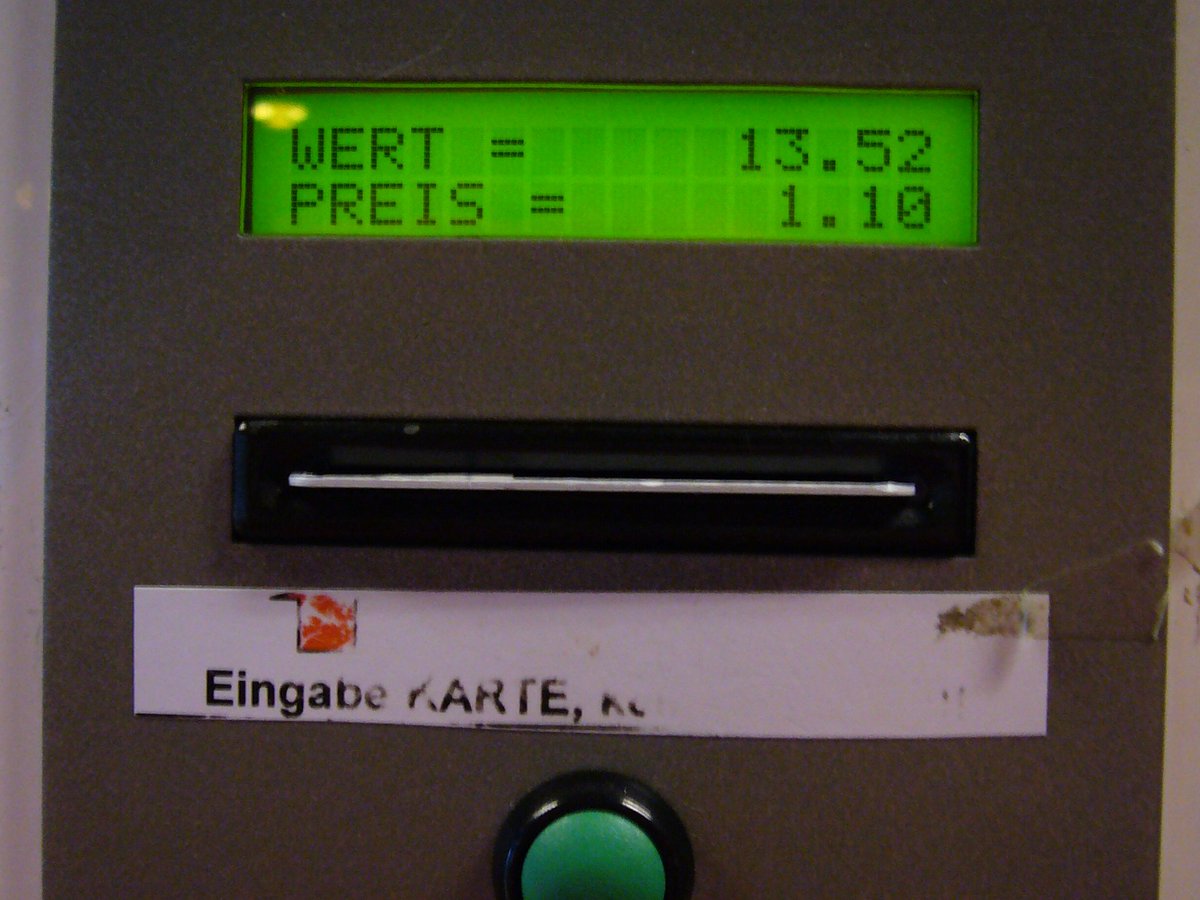 WERT = 13.52
PREIS = 1.10
Eingabe KARTE,